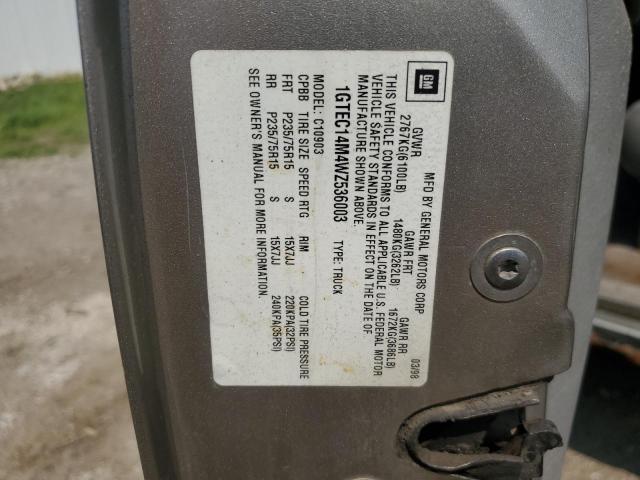 GM
MFD BY GENERAL MOTORS CORP
03/98
GVWR GAWR FRT GAWR RR
2767KG(6100LB) 1480KG(3262LB) 1672KG(3686LB)
THIS VEHICLE CONFORMS TO ALL APPLICABLE U.S. FEDERAL MOTOR
VEHICLE SAFETY STANDARDS IN EFFECT ON THE DATE OF
MANUFACTURE SHOWN ABOVE.
1GTEC14M4WZ536003 TYPE: TRUCK
MODEL: C10903
CPBB TIRE SIZE SPEED RTG RIM COLD TIRE PRESSURE
FRT P235/75R15 S 15X7JJ 220KPA(32PSI)
RR P235/75R15 S 15X7JJ 240KPA(35PSI)
SEE OWNER'S MANUAL FOR MORE INFORMATION.